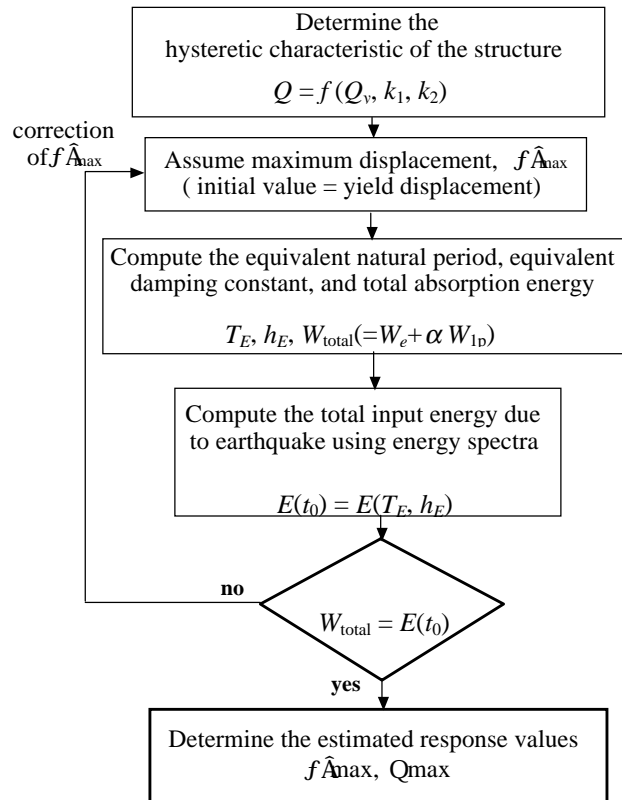 Determine the
hysteretic characteristic of the structure
Q = f (Qy, k1, k2)
correction
of ƒÂmax
Assume maximum displacement, ƒÂmax
( initial value = yield displacement)
Compute the equivalent natural period, equivalent
damping constant, and total absorption energy
TE, hE, Wtotal(=We+α W1p)
Compute the total input energy due
to earthquake using energy spectra
E(t0) = E(TE, hE)
no
Wtotal = E(t0)
yes
Determine the estimated response values
ƒÂmax, Qmax